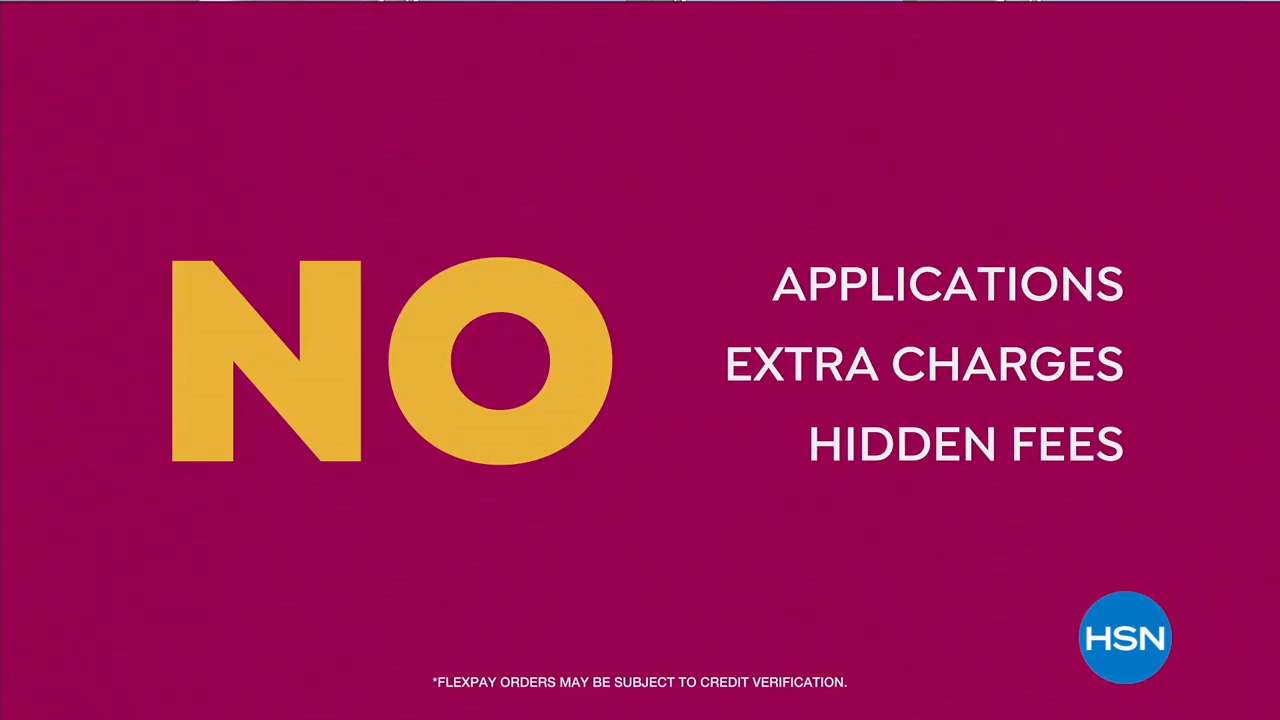 NO
APPLICATIONS
EXTRA CHARGES
HIDDEN FEES
HSN
*FLEXPAY ORDERS MAY BE SUBJECT TO CREDIT VERIFICATION.